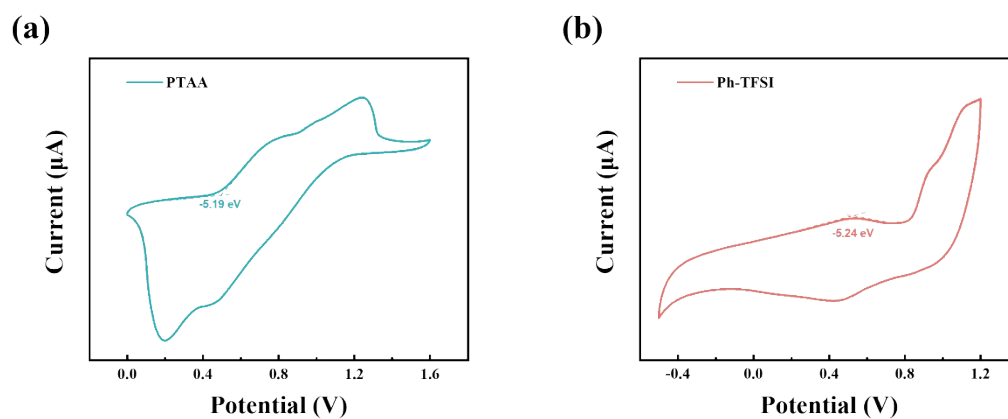 (a)
PTAA
-5.19 eV
Current (μA)
0.0 0.4 0.8 1.2 1.6
Potential (V)
(b)
Ph-TFSI
-5.24 eV
Current (μA)
-0.4 0.0 0.4 0.8 1.2
Potential (V)